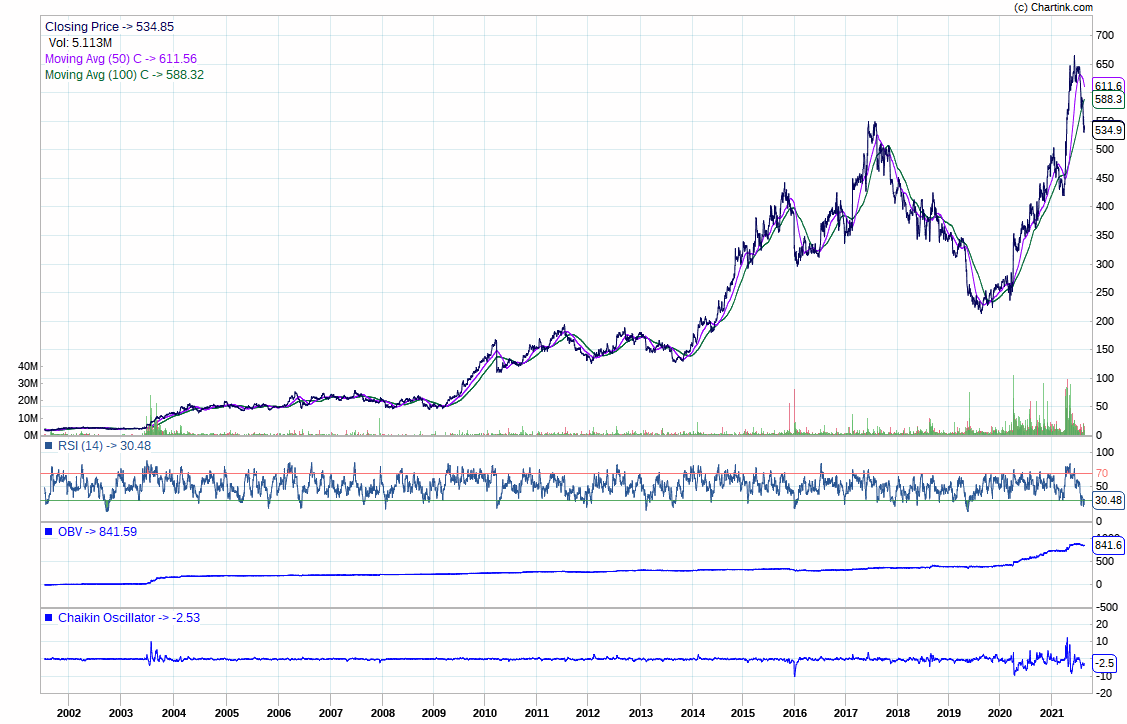 (c) Chartink.com
Closing Price -> 534.85
Vol: 5.113M
Moving Avg (50) C -> 611.56
Moving Avg (100) C -> 588.32
700
650
611.6
588.3
550
534.9
500
450
400
350
300
250
200
150
100
50
0
40M
30M
20M
10M
0M
RSI (14) -> 30.48
100
70
50
30.48
0
OBV -> 841.59
1000
841.6
500
0
-500
Chaikin Oscillator -> -2.53
20
10
-2.5
-10
-20
2002 2003 2004 2005 2006 2007 2008 2009 2010 2011 2012 2013 2014 2015 2016 2017 2018 2019 2020 2021